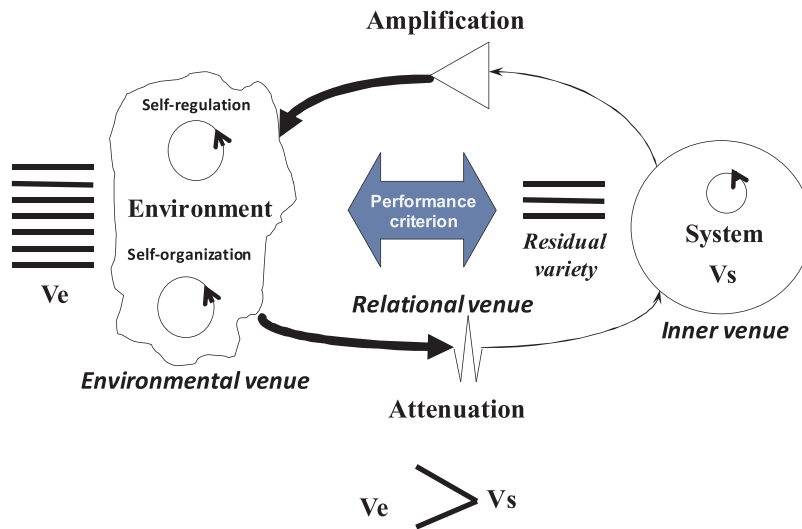 Amplification
Self-regulation
Environment
Self-organization
Ve
Environmental venue
Performance
criterion
Residual
variety
Relational venue
System
Vs
Inner venue
Attenuation
Ve > Vs